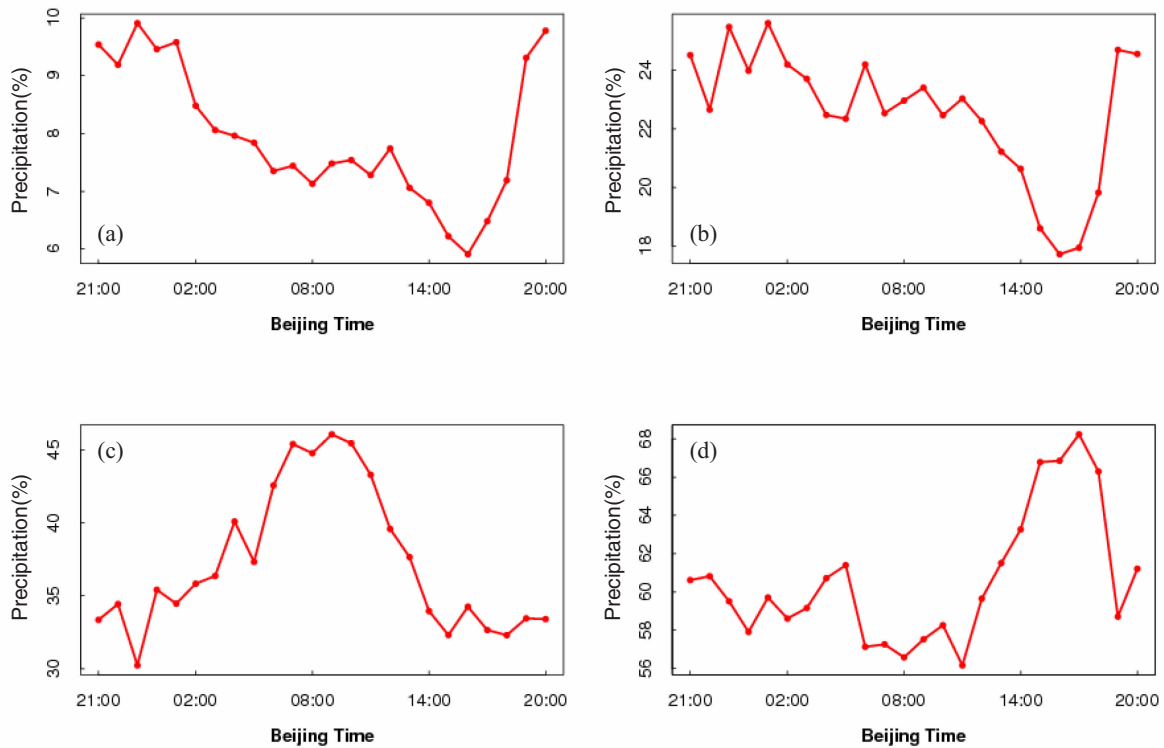 Precipitation(%)
10
9
8
7
6
(a)
21:00 02:00 08:00 14:00 20:00
Beijing Time
Precipitation(%)
24
22
20
18
(b)
21:00 02:00 08:00 14:00 20:00
Beijing Time
Precipitation(%)
45
40
35
30
(c)
21:00 02:00 08:00 14:00 20:00
Beijing Time
Precipitation(%)
68
66
64
62
60
58
56
(d)
21:00 02:00 08:00 14:00 20:00
Beijing Time